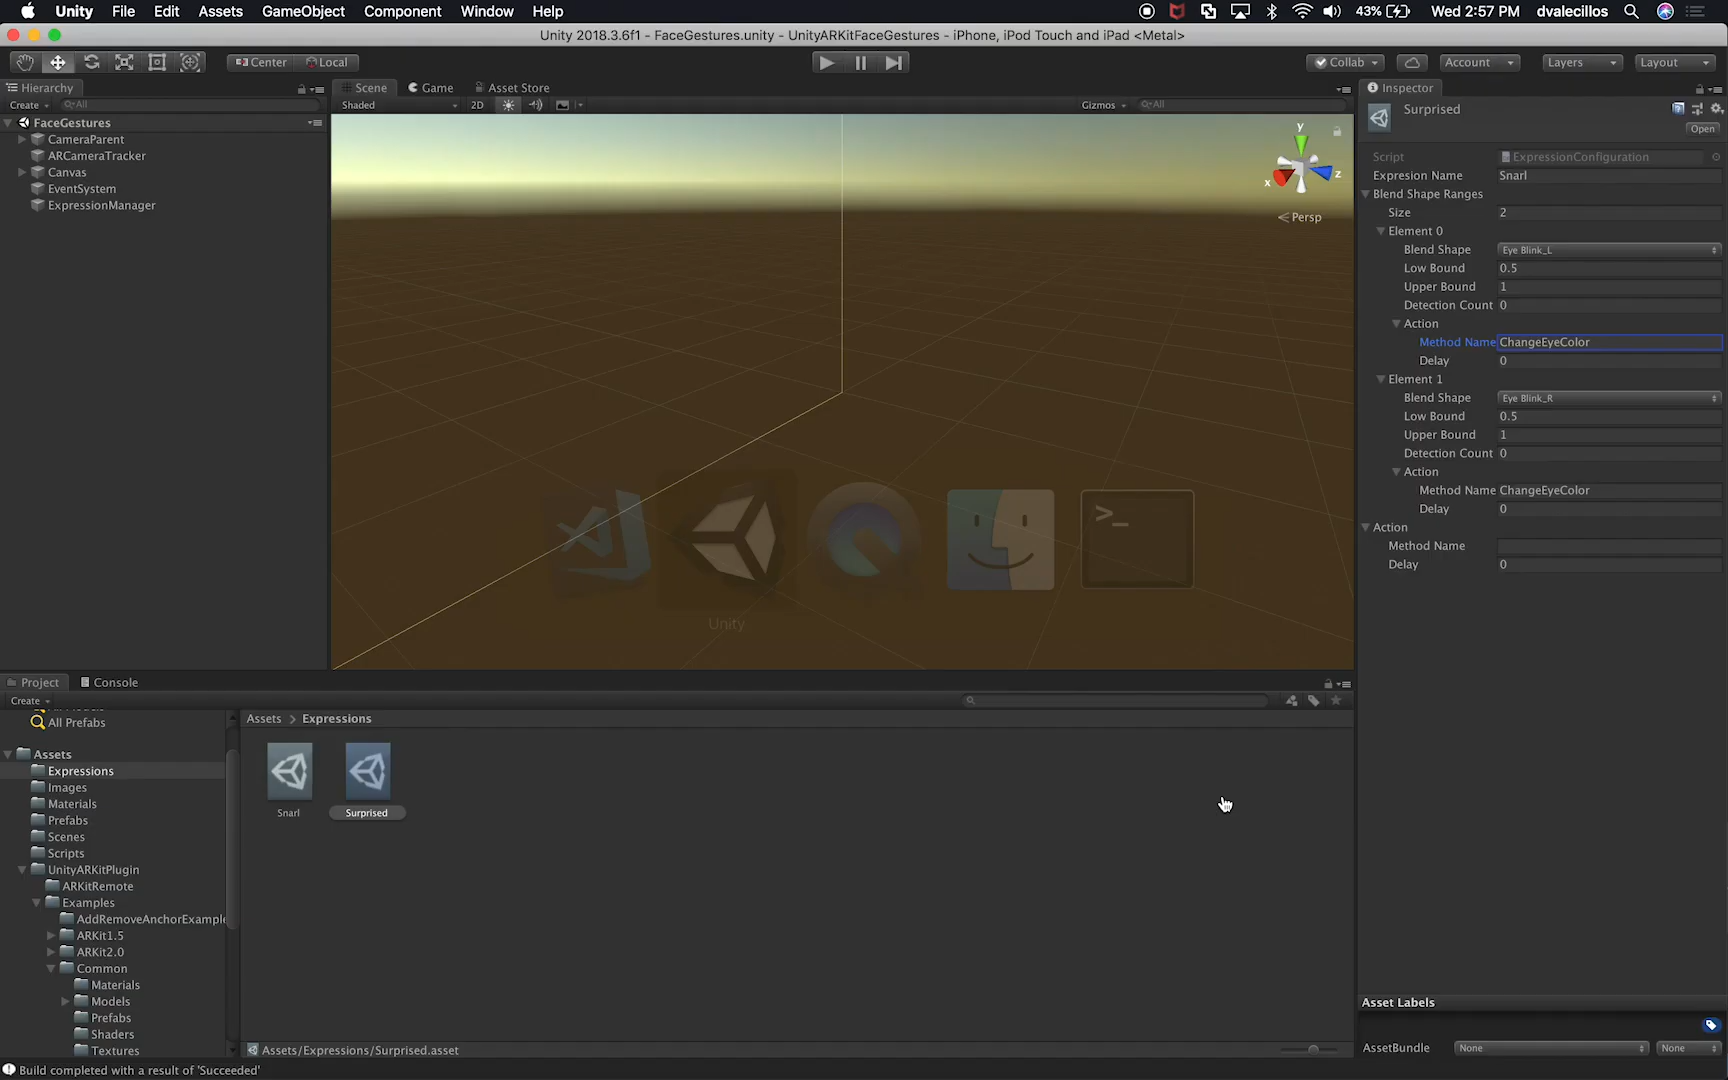 Unity File Edit Assets GameObject Component Window Help 43% Wed 2:57 PM dvalecillos
Unity 2018.3.6f1 - FaceGestures.unity - UnityARKitFaceGestures - iPhone, iPod Touch and iPad <Metal>
Center Local Collab Account Layers Layout
Hierarchy
Create All
FaceGestures
CameraParent
ARCameraTracker
Canvas
EventSystem
ExpressionManager
Scene Game Asset Store
Shaded 2D Gizmos All
y
x
z
Persp
Unity
Inspector
Surprised
Open
Script ExpressionConfiguration
Expresion Name Snarl
Blend Shape Ranges
Size 2
Element 0
Blend Shape Eye Blink_L
Low Bound 0.5
Upper Bound 1
Detection Count 0
Action
Method Name ChangeEyeColor
Delay 0
Element 1
Blend Shape Eye Blink_R
Low Bound 0.5
Upper Bound 1
Detection Count 0
Action
Method Name ChangeEyeColor
Delay 0
Action
Method Name
Delay 0
Project Console
Create
All Prefabs
Assets
Expressions
Images
Materials
Prefabs
Scenes
Scripts
UnityARKitPlugin
ARKitRemote
Examples
AddRemoveAnchorExample
ARKit1.5
ARKit2.0
Common
Materials
Models
Prefabs
Shaders
Textures
Assets > Expressions
Snarl Surprised
Assets/Expressions/Surprised.asset
Asset Labels
AssetBundle None None
Build completed with a result of 'Succeeded'